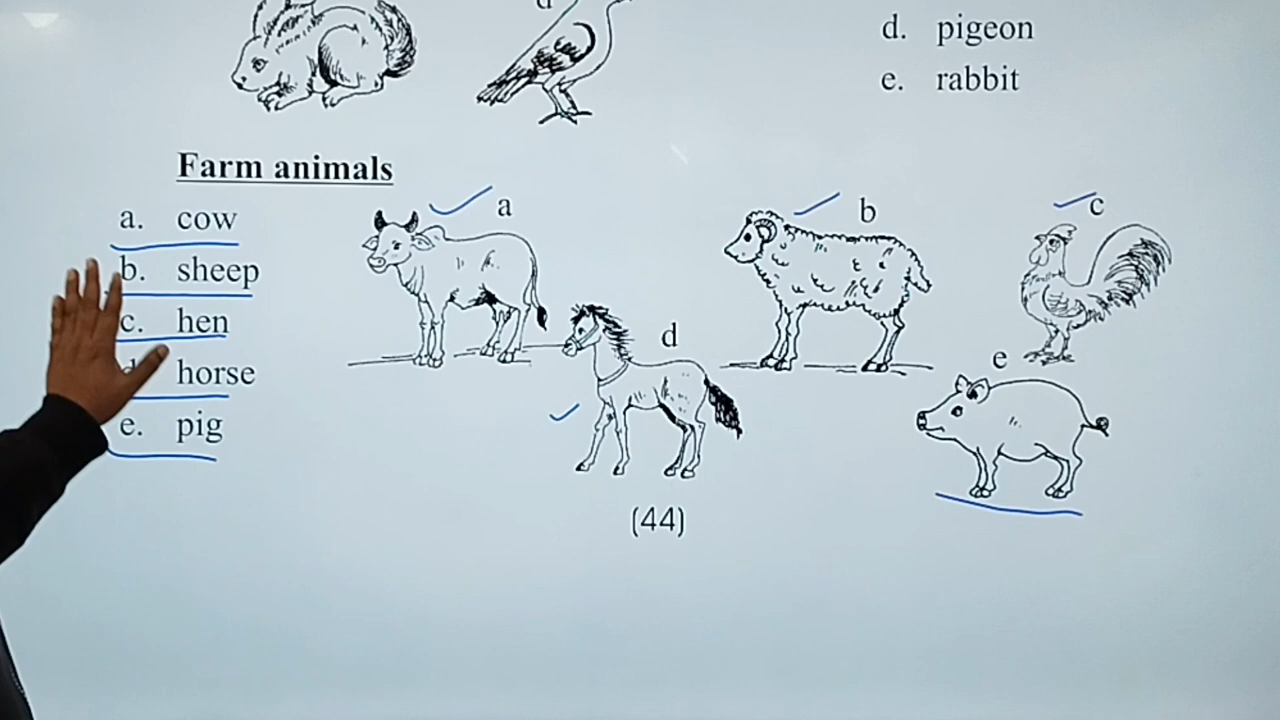 d
d. pigeon
e. rabbit
Farm animals
a. cow
b. sheep
c. hen
horse
e. pig
a
b
c
d
e
(44)